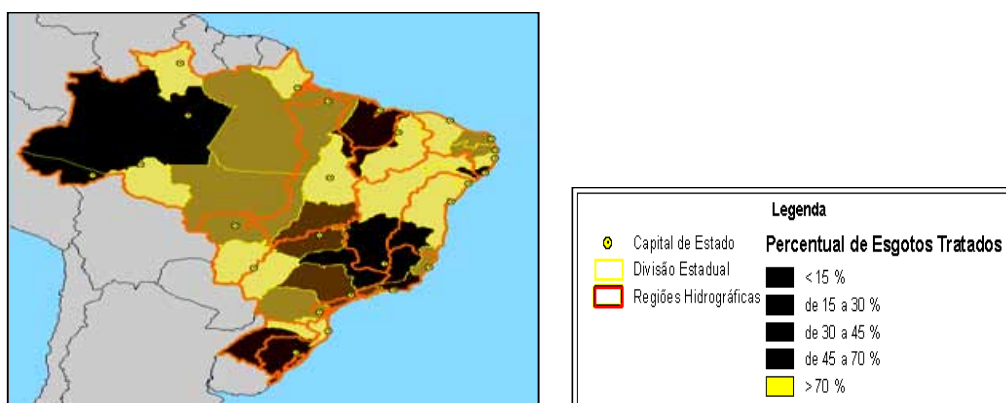 Legenda
Capital de Estado
Divisão Estadual
Regiões Hidrográficas
Percentual de Esgotos Tratados
< 15 %
de 15 a 30 %
de 30 a 45 %
de 45 a 70 %
> 70 %